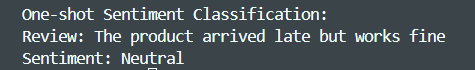 One-shot Sentiment Classification:
Review: The product arrived late but works fine
Sentiment: Neutral